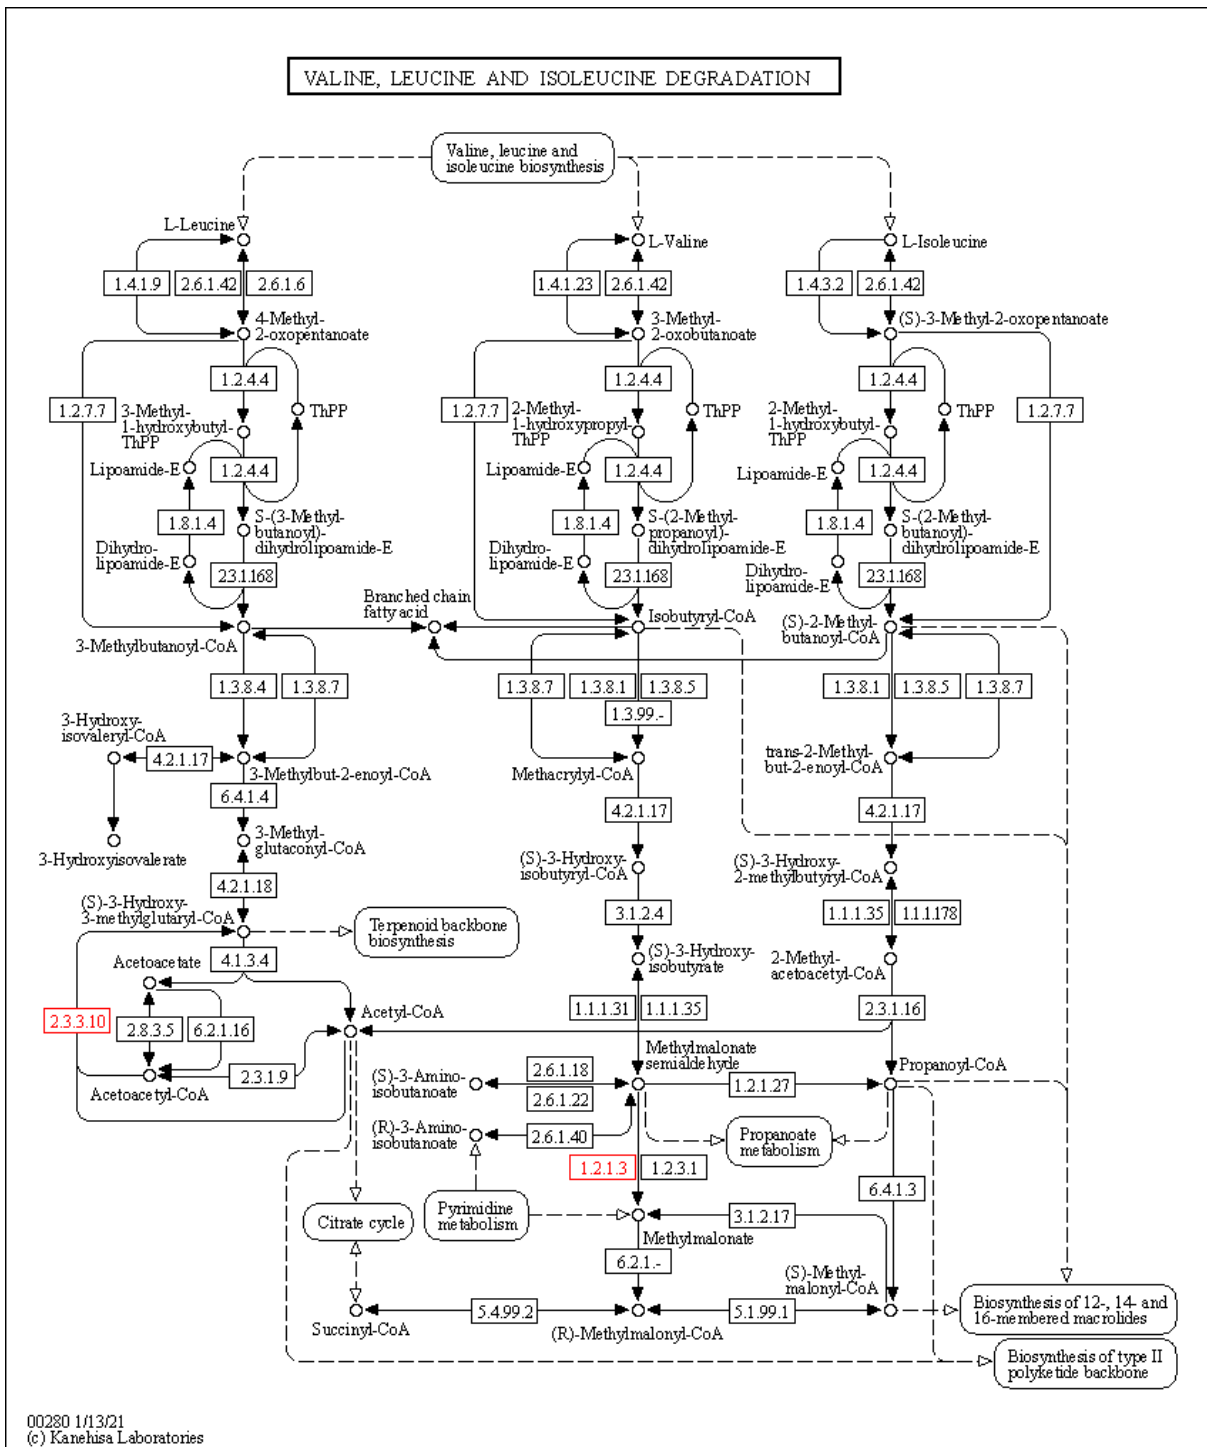 VALINE, LEUCINE AND ISOLEUCINE DEGRADATION
Valine, leucine and
isoleucine biosynthesis
L-Leucine
L-Valine
L-Isoleucine
1.4.1.9
2.6.1.42
2.6.1.6
1.4.1.23
2.6.1.42
1.4.3.2
2.6.1.42
4-Methyl-
2-oxopentanoate
3-Methyl-
2-oxobutanoate
(S)-3-Methyl-2-oxopentanoate
1.2.4.4
1.2.4.4
1.2.4.4
1.2.7.7
3-Methyl-
1-hydroxybutyl-
ThPP
ThPP
1.2.7.7
2-Methyl-
1-hydroxypropyl-
ThPP
ThPP
2-Methyl-
1-hydroxybutyl-
ThPP
ThPP
1.2.7.7
Lipoamide-E
1.2.4.4
Lipoamide-E
1.2.4.4
Lipoamide-E
1.2.4.4
1.8.1.4
S-(3-Methyl-
butanoyl)-
dihydrolipoamide-E
1.8.1.4
S-(2-Methyl-
propanoyl)-
dihydrolipoamide-E
1.8.1.4
S-(2-Methyl-
butanoyl)-
dihydrolipoamide-E
Dihydro-
lipoamide-E
2.3.1.168
Dihydro-
lipoamide-E
2.3.1.168
Dihydro-
lipoamide-E
2.3.1.168
Branched chain
fatty acid
3-Methylbutanoyl-CoA
Isobutyryl-CoA
(S)-2-Methyl-
butanoyl-CoA
1.3.8.4
1.3.8.7
1.3.8.7
1.3.8.1
1.3.8.5
1.3.99.-
1.3.8.1
1.3.8.5
1.3.8.7
3-Hydroxy-
isovaleryl-CoA
4.2.1.17
3-Methylbut-2-enoyl-CoA
Methacrylyl-CoA
trans-2-Methyl-
but-2-enoyl-CoA
6.4.1.4
4.2.1.17
4.2.1.17
3-Hydroxyisovalerate
3-Methyl-
glutaconyl-CoA
(S)-3-Hydroxy-
isobutyryl-CoA
(S)-3-Hydroxy-
2-methylbutyryl-CoA
4.2.1.18
(S)-3-Hydroxy-
3-methylglutaryl-CoA
Terpenoid backbone
biosynthesis
3.1.2.4
1.1.1.35
1.1.1.178
4.1.3.4
(S)-3-Hydroxy-
isobutyrate
2-Methyl-
acetoacetyl-CoA
Acetoacetate
Acetyl-CoA
1.1.1.31
1.1.1.35
2.3.1.16
2.3.3.10
2.8.3.5
6.2.1.16
2.3.1.9
Acetoacetyl-CoA
Methylmalonate
semialdehyde
Propanoyl-CoA
(S)-3-Amino-
isobutanoate
2.6.1.18
2.6.1.22
1.2.1.27
(R)-3-Amino-
isobutanoate
2.6.1.40
Propanoate
metabolism
1.2.1.3
1.2.3.1
6.4.1.3
Citrate cycle
Pyrimidine
metabolism
3.1.2.17
Methylmalonate
6.2.1.-
(S)-Methyl-
malonyl-CoA
Succinyl-CoA
5.4.99.2
(R)-Methylmalonyl-CoA
5.1.99.1
Biosynthesis of 12-, 14- and
16-membered macrolides
Biosynthesis of type II
polyketide backbone
00280 1/13/21
(c) Kanehisa Laboratories